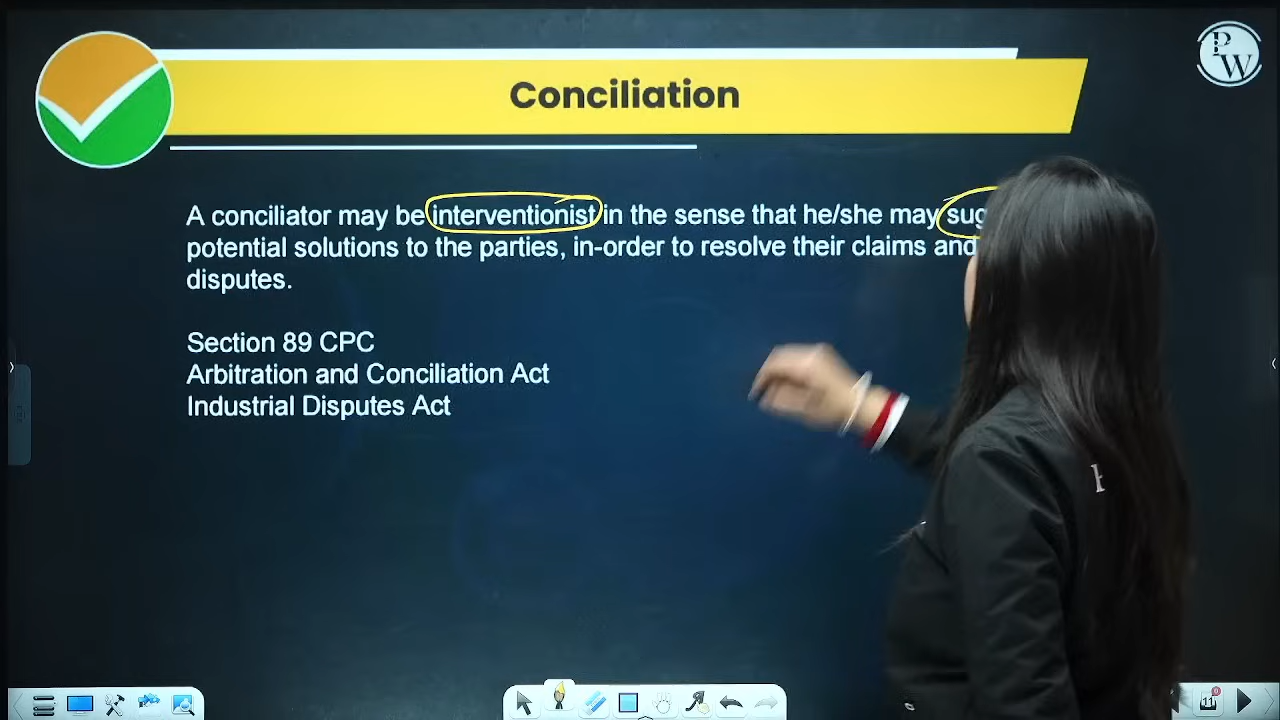 Conciliation
PW
A conciliator may be interventionist in the sense that he/she may
potential solutions to the parties, in-order to resolve their claims and
disputes.
Section 89 CPC
Arbitration and Conciliation Act
Industrial Disputes Act